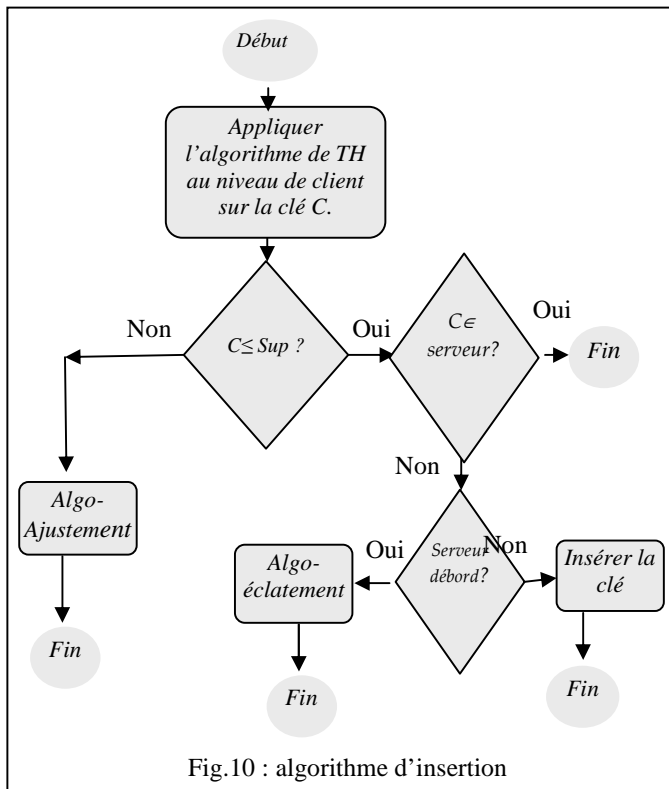 Début
Appliquer
l'algorithme de TH
au niveau de client
sur la clé C.
Non
C≤ Sup ?
Oui
C∈
serveur?
Oui
Fin
Non
Algo-
Ajustement
Fin
Oui
Algo-
éclatement
Fin
Serveur
débord?
Non
Insérer la
clé
Fin
Fig.10 : algorithme d'insertion